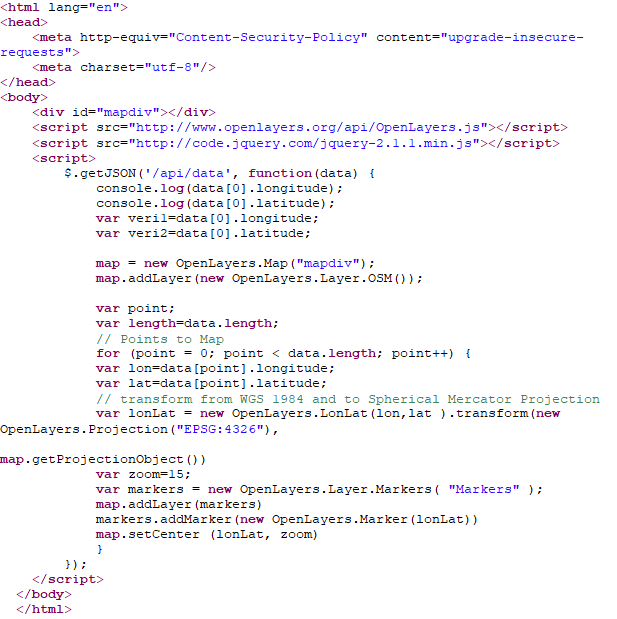 <html lang="en">
<head>
    <meta http-equiv="Content-Security-Policy" content="upgrade-insecure-
requests">
    <meta charset="utf-8"/>
</head>
<body>
    <div id="mapdiv"></div>
    <script src="http://www.openlayers.org/api/OpenLayers.js"></script>
    <script src="http://code.jquery.com/jquery-2.1.1.min.js"></script>
    <script>
        $.getJSON('/api/data', function(data) {
            console.log(data[0].longitude);
            console.log(data[0].latitude);
            var veri1=data[0].longitude;
            var veri2=data[0].latitude;

            map = new OpenLayers.Map("mapdiv");
            map.addLayer(new OpenLayers.Layer.OSM());

            var point;
            var length=data.length;
            // Points to Map
            for (point = 0; point < data.length; point++) {
            var lon=data[point].longitude;
            var lat=data[point].latitude;
            // transform from WGS 1984 and to Spherical Mercator Projection
            var lonLat = new OpenLayers.LonLat(lon,lat ).transform(new
OpenLayers.Projection("EPSG:4326"),

map.getProjectionObject())
            var zoom=15;
            var markers = new OpenLayers.Layer.Markers( "Markers" );
            map.addLayer(markers)
            markers.addMarker(new OpenLayers.Marker(lonLat))
            map.setCenter (lonLat, zoom)
            }
        });
    </script>
  </body>
  </html>